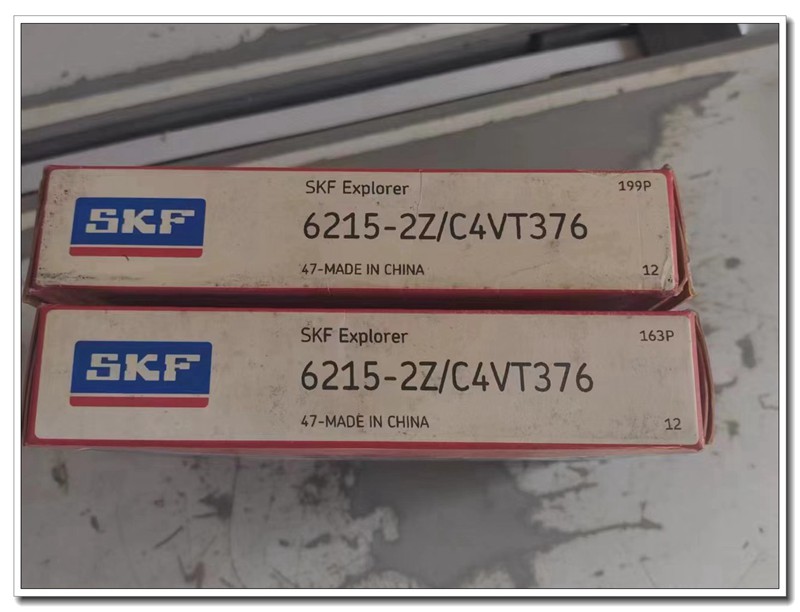 SKF
SKF Explorer
199P
6215-2Z/C4VT376
47-MADE IN CHINA
12
SKF
SKF Explorer
163P
6215-2Z/C4VT376
47-MADE IN CHINA
12